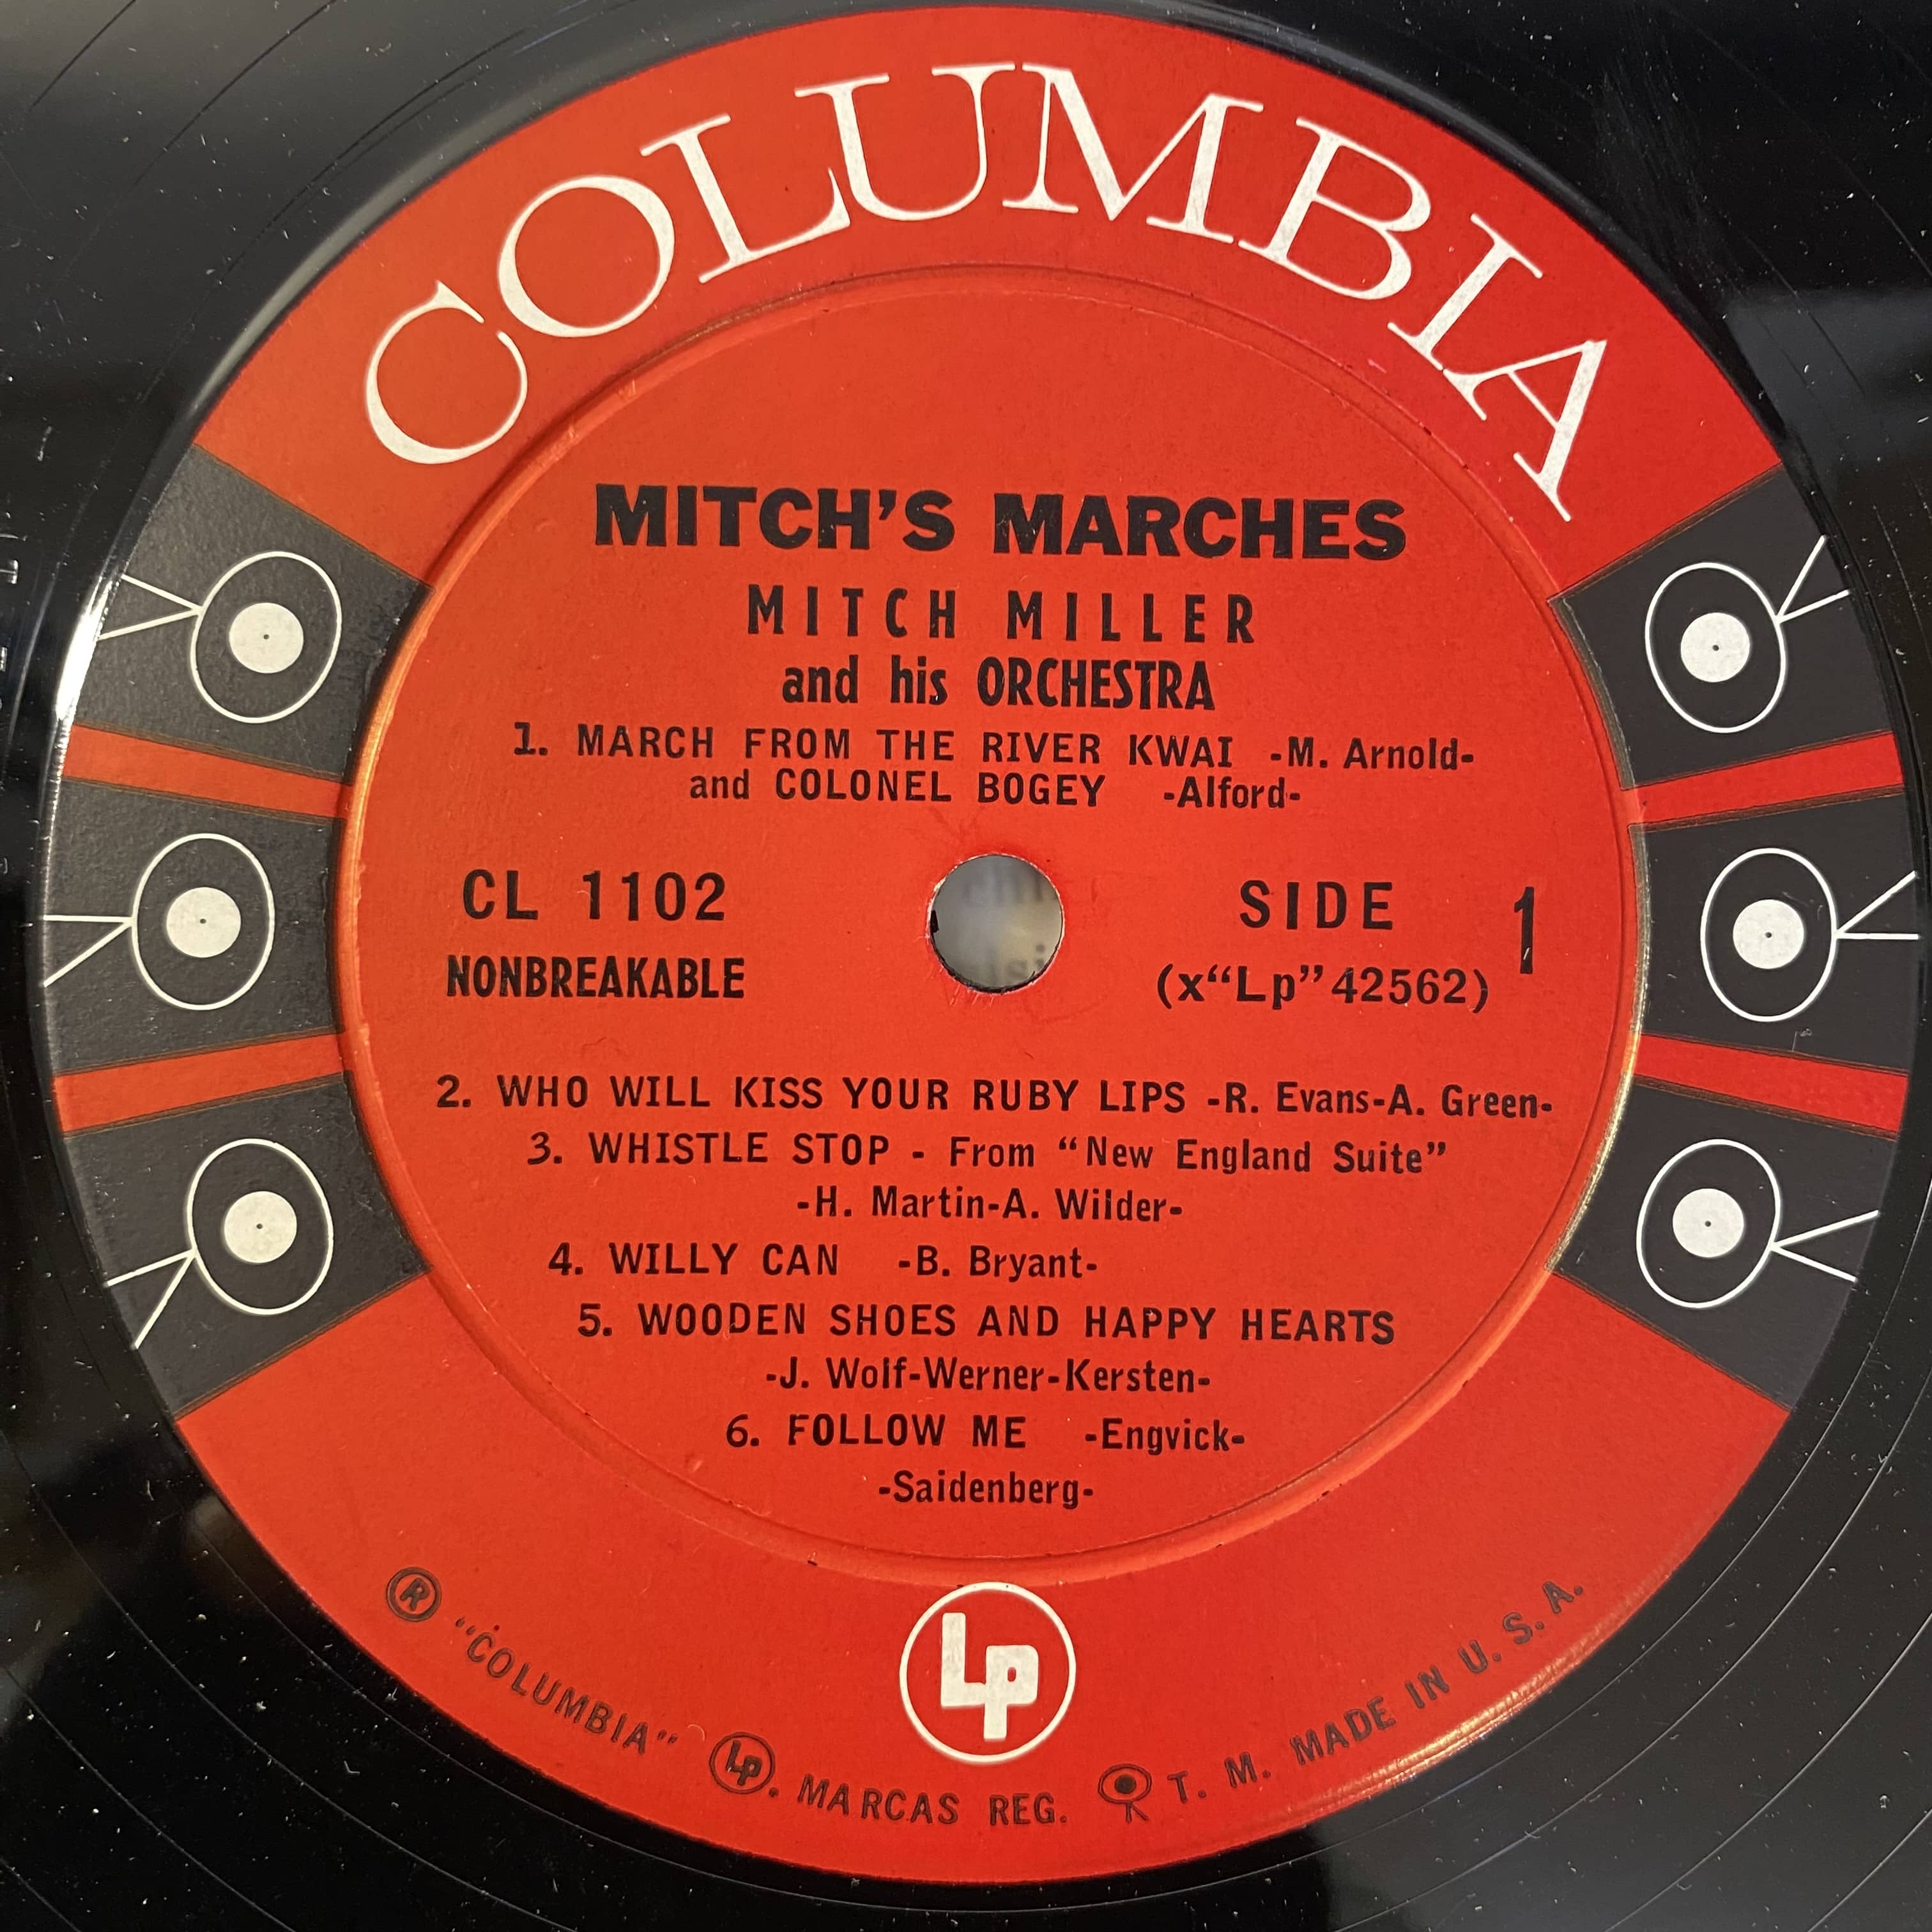 COLUMBIA
MITCH'S MARCHES
MITCH MILLER
and his ORCHESTRA
1. MARCH FROM THE RIVER KWAI -M. Arnold-
and COLONEL BOGEY -Alford-
CL 1102
NONBREAKABLE
SIDE 1
(x“Lp”42562)
2. WHO WILL KISS YOUR RUBY LIPS -R. Evans-A. Green-
3. WHISTLE STOP - From “New England Suite”
-H. Martin-A. Wilder-
4. WILLY CAN -B. Bryant-
5. WOODEN SHOES AND HAPPY HEARTS
-J. Wolf-Werner-Kersten-
6. FOLLOW ME -Engvick-
-Saidenberg-
Lp
® "COLUMBIA" Lp. MARCAS REG. T. M. MADE IN U. S. A.